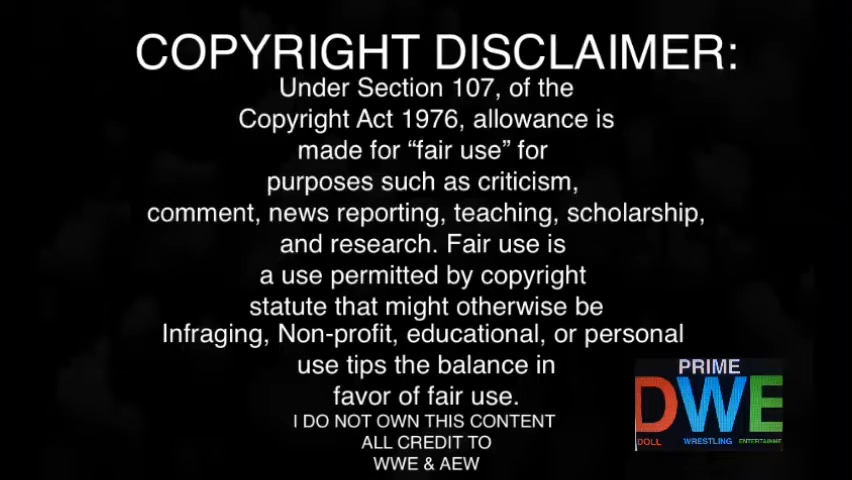 COPYRIGHT DISCLAIMER:
Under Section 107, of the
Copyright Act 1976, allowance is
made for “fair use” for
purposes such as criticism,
comment, news reporting, teaching, scholarship,
and research. Fair use is
a use permitted by copyright
statute that might otherwise be
Infraging, Non-profit, educational, or personal
use tips the balance in
favor of fair use.
I DO NOT OWN THIS CONTENT
ALL CREDIT TO
WWE & AEW
PRIME
DWE
DOLL WRESTLING